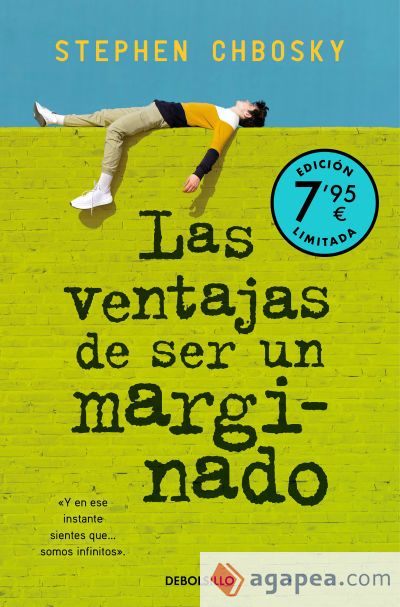 STEPHEN CHBOSKY
EDICIÓN
7'95
€
LIMITADA
Las
ventajas
de ser un
margi-
nado
«Y en ese
instante
sientes que...
somos infinitos».
DEBOLSILLO
agapea.com